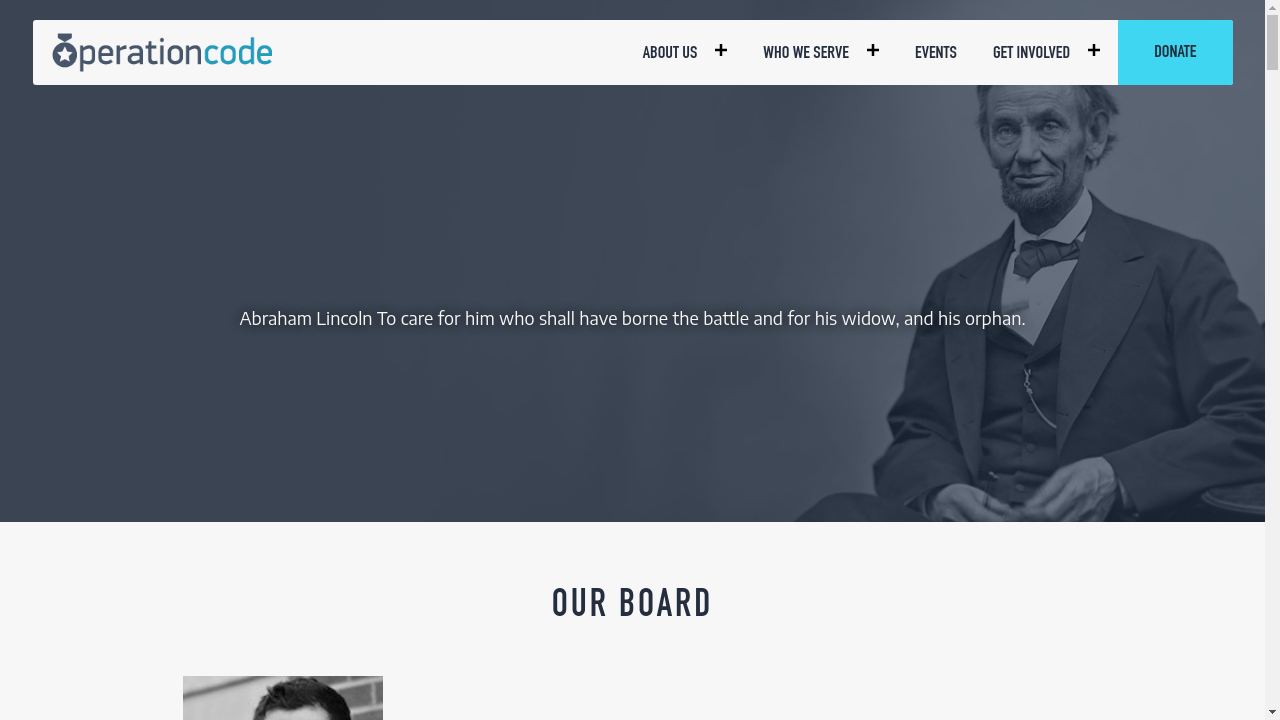 operationcode
ABOUT US
WHO WE SERVE
EVENTS
GET INVOLVED
DONATE
Abraham Lincoln To care for him who shall have borne the battle and for his widow, and his orphan.
OUR BOARD